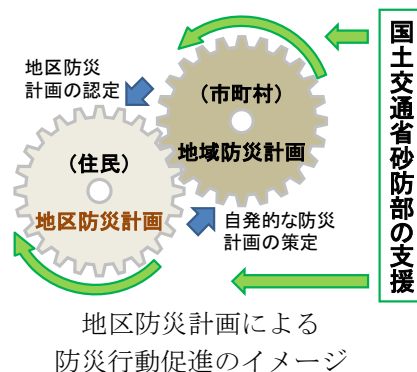 地区防災
計画の認定
（市町村）
地域防災計画
（住民）
地区防災計画
自発的な防災
計画の策定
国土交通省砂防部の支援
地区防災計画による
防災行動促進のイメージ